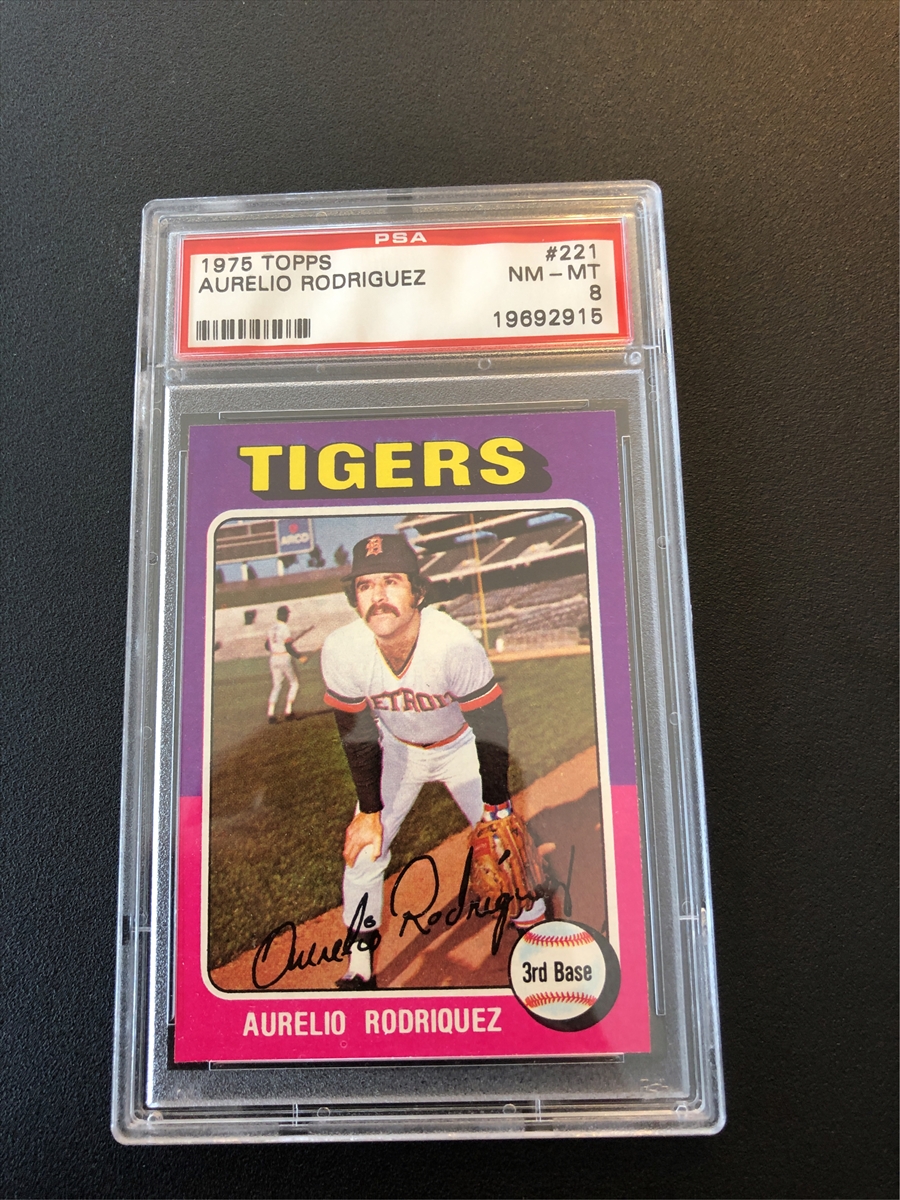 PSA
1975 TOPPS #221
AURELIO RODRIGUEZ NM-MT
8
19692915
TIGERS
ARCO
DETROIT
Aurelio Rodriguez
3rd Base
AURELIO RODRIQUEZ